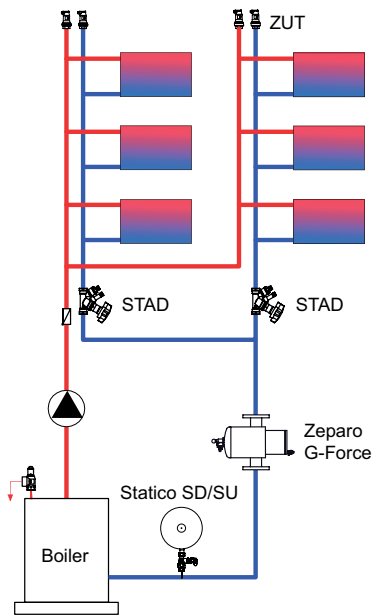 ZUT
STAD
STAD
Zeparo
G-Force
Statico SD/SU
Boiler